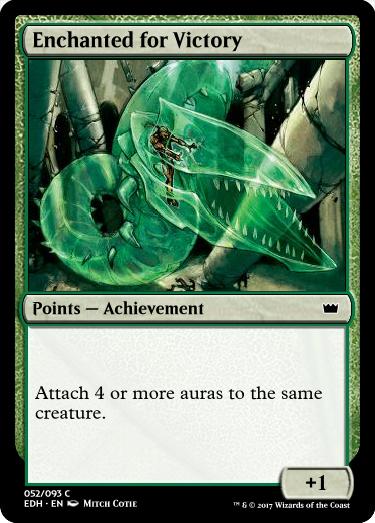 Enchanted for Victory
Points — Achievement
Attach 4 or more auras to the same
creature.
+1
052/093 C
EDH • EN Mitch Cotie
™ & © 2017 Wizards of the Coast